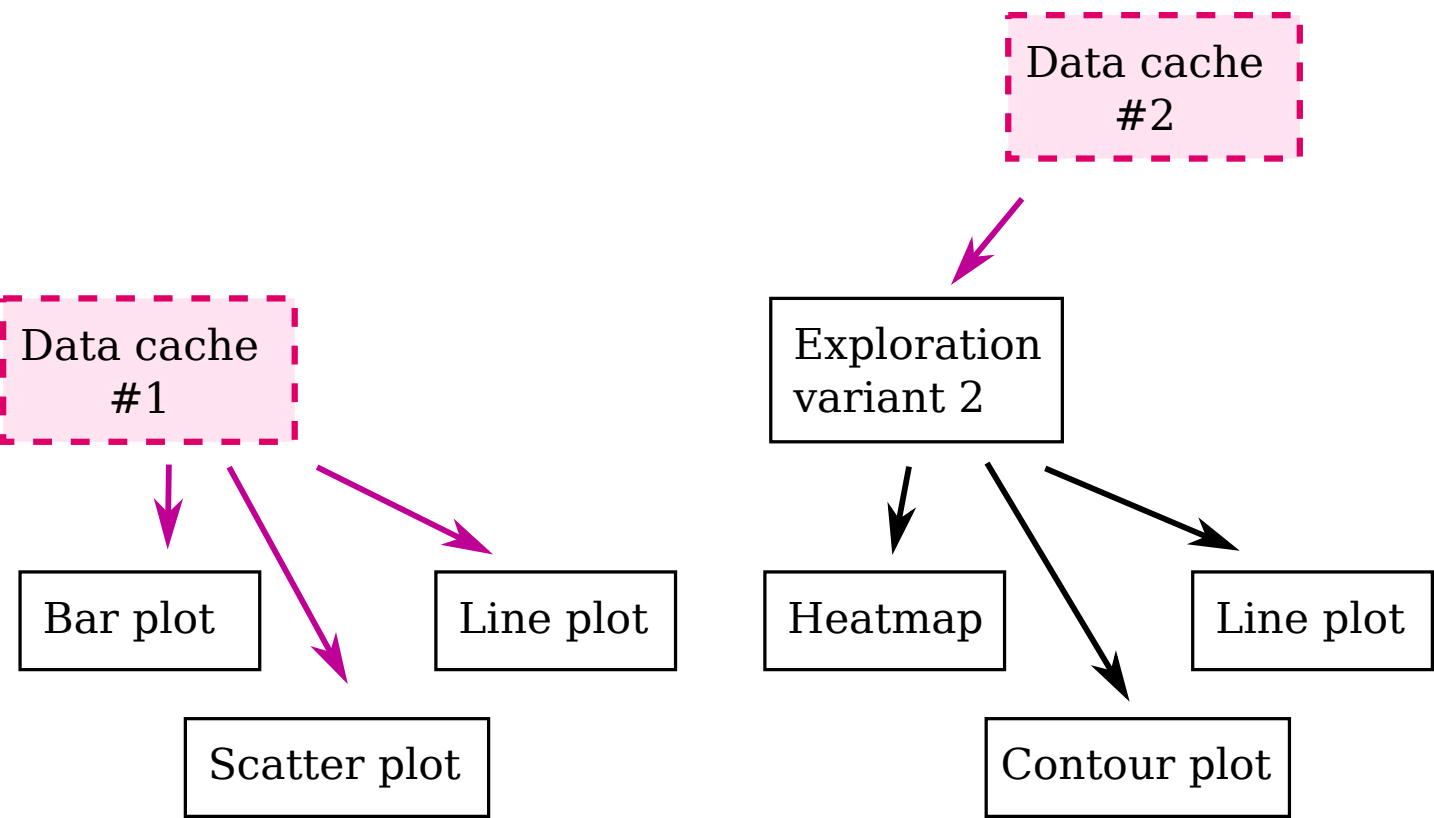 Data cache
#2
Data cache
#1
Exploration
variant 2
Bar plot
Line plot
Heatmap
Line plot
Scatter plot
Contour plot